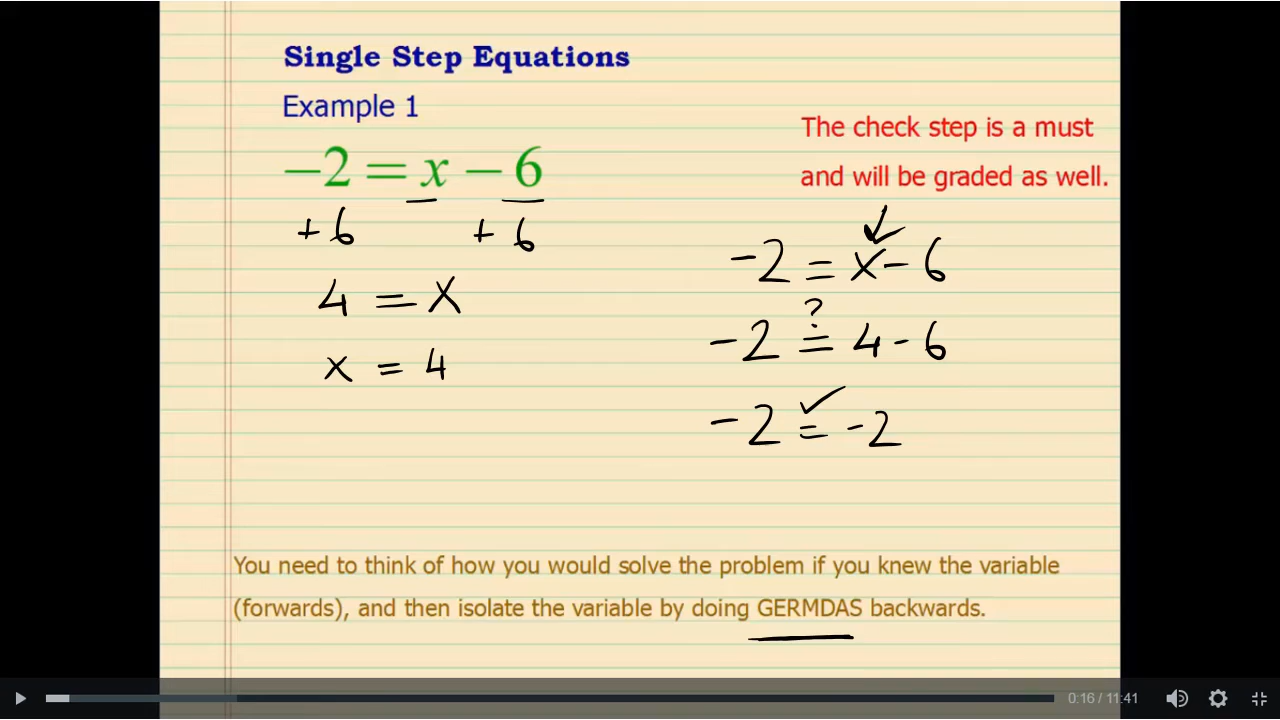 Single Step Equations
Example 1
−2 = x − 6
+6 +6
4 = x
x = 4
The check step is a must
and will be graded as well.
-2 = x - 6
?
-2 = 4 - 6
✓
-2 = -2
You need to think of how you would solve the problem if you knew the variable
(forwards), and then isolate the variable by doing GERMDAS backwards.
0:16 / 11:41